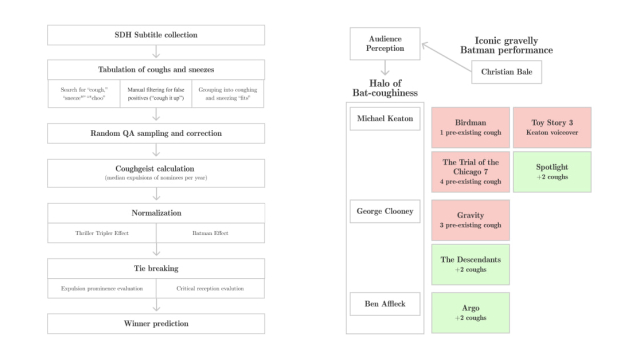 SDH Subtitle collection
Tabulation of coughs and sneezes
Search for "cough,"
Manual filtering for false
positives ("cough it up")
Grouping into coughing
and sneezing "fits"
Random QA sampling and correction
Coughgeist calculation
(median expulsions of nominees per year)
Normalization
Thriller Tripler Effect
Batman Effect
Tie breaking
Expulsion prominence evaluation
Critical reception evalution
Winner prediction
Audience
Perception
Iconic gravelly
Batman performance
Christian Bale
Halo of
Bat-coughiness
Michael Keaton
Birdman
1 pre-existing cough
Toy Story 3
Keaton voiceover
The Trial of the
Chicago 7
4 pre-existing cough
Spotlight
+2 coughs
George Clooney
Gravity
3 pre-existing cough
The Descendants
+2 coughs
Ben Affleck
Argo
+2 coughs